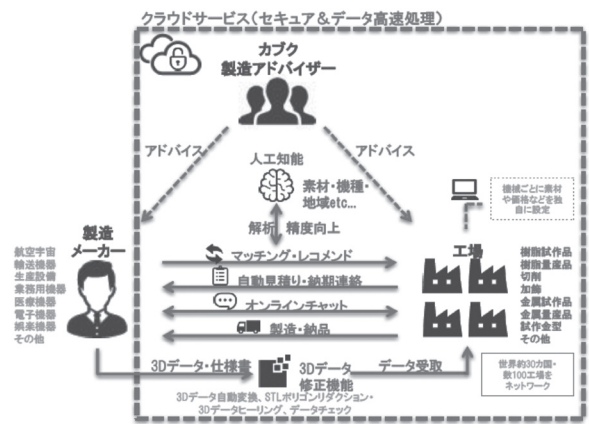 クラウドサービス(セキュア&データ高速処理)
カブク
製造アドバイザー
アドバイス
アドバイス
人工知能
素材・機種・
地域etc...
解析
精度向上
機械ごとに素材
や価格などを独
自に設定
製造
メーカー
航空宇宙
輸送機器
生産設備
業務用機器
医療機器
電子機器
娯楽機器
その他
マッチング・レコメンド
自動見積り・納期連絡
オンラインチャット
製造・納品
工場
樹脂試作品
樹脂量産品
切削
加飾
金属試作品
金属量産品
試作金型
その他
3Dデータ・仕様書
3Dデータ
修正機能
データ受取
3Dデータ自動変換、STLポリゴンリダクション・
3Dデータヒーリング、データチェック
世界約30カ国・
数100工場を
ネットワーク